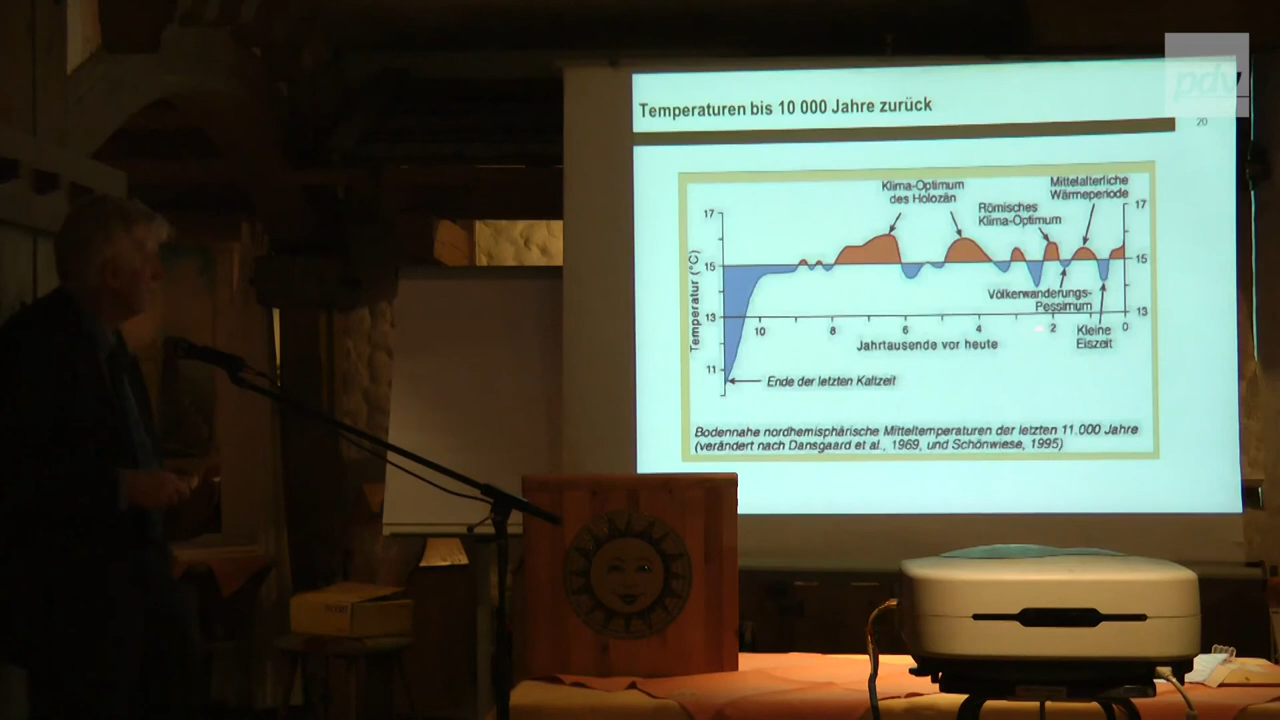 pdv
Temperaturen bis 10 000 Jahre zurück
20
Klima-Optimum
des Holozän
Mittelalterliche
Wärmeperiode
Römisches
Klima-Optimum
17
17
15
15
13
13
11
Temperatur (°C)
Völkerwanderungs-
Pessimum
10
8
6
4
2
0
Jahrtausende vor heute
Kleine
Eiszeit
Ende der letzten Kaltzeit
Bodennahe nordhemisphärische Mitteltemperaturen der letzten 11.000 Jahre
(verändert nach Dansgaard et al., 1969, und Schönwiese, 1995)